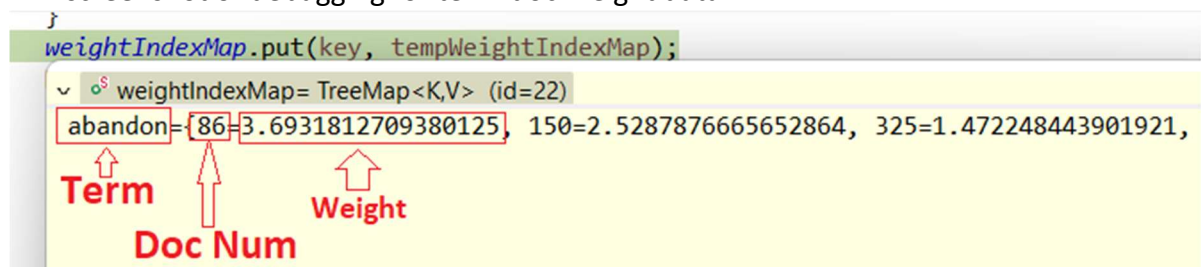 }
weightIndexMap.put(key, tempWeightIndexMap);
weightIndexMap= TreeMap<K,V> (id=22)
abandon={86=3.6931812709380125, 150=2.5287876665652864, 325=1.472248443901921,
Term
Weight
Doc Num